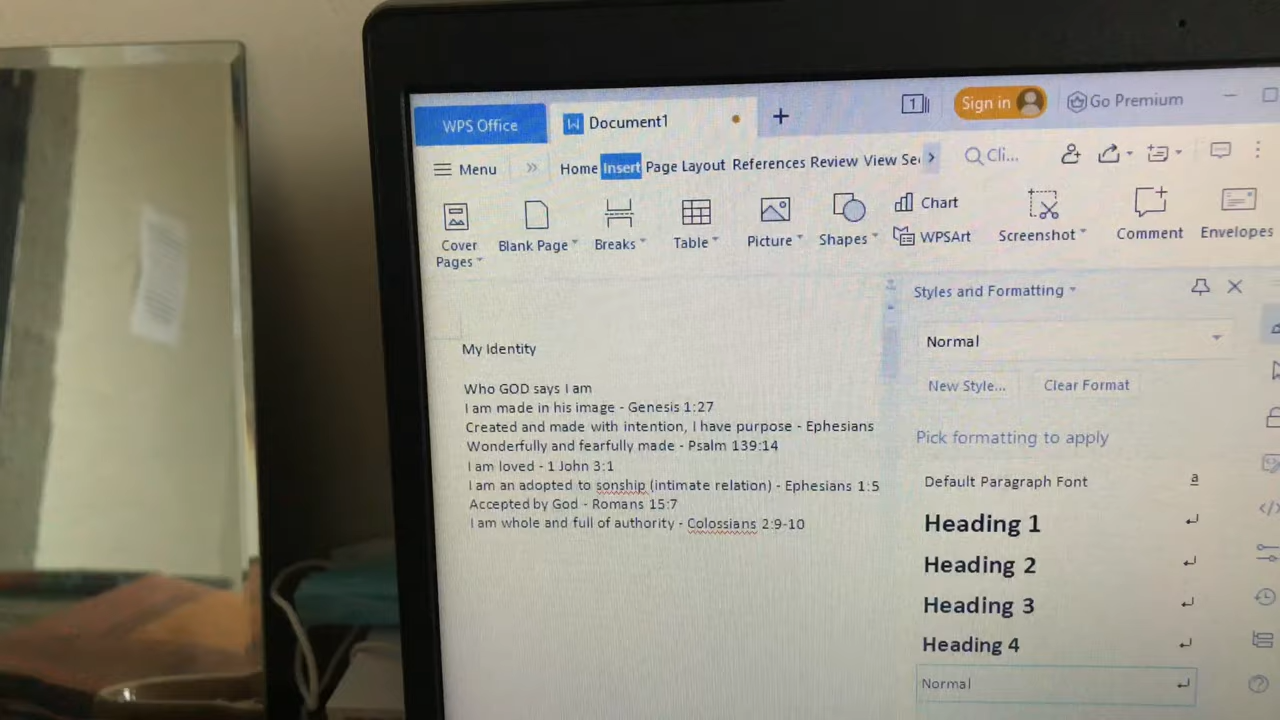 WPS Office
Document1
1
Sign in
Go Premium
Menu
Home Insert Page Layout References Review View Sec
Cli...
Cover Pages
Blank Page
Breaks
Table
Picture
Shapes
Chart
WPSArt
Screenshot
Comment
Envelopes
Styles and Formatting
Normal
New Style...
Clear Format
Pick formatting to apply
Default Paragraph Font a
Heading 1
Heading 2
Heading 3
Heading 4
Normal
My Identity
Who GOD says I am
I am made in his image - Genesis 1:27
Created and made with intention, I have purpose - Ephesians
Wonderfully and fearfully made - Psalm 139:14
I am loved - 1 John 3:1
I am an adopted to sonship (intimate relation) - Ephesians 1:5
Accepted by God - Romans 15:7
I am whole and full of authority - Colossians 2:9-10